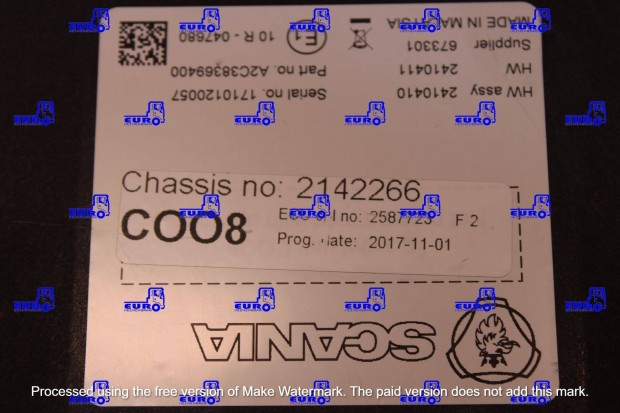 MADE IN MALAYSIA
10 R - 047680
E1
Supplier 673301
Part no. A2C38369400
HW 2410411
Serial no. 1710120057
HW assy 2410410
Chassis no: 2142266
COO8
no: 2587723 F 2
Prog. date: 2017-11-01
SCANIA
EURO
Processed using the free version of Make Watermark. The paid version does not add this mark.